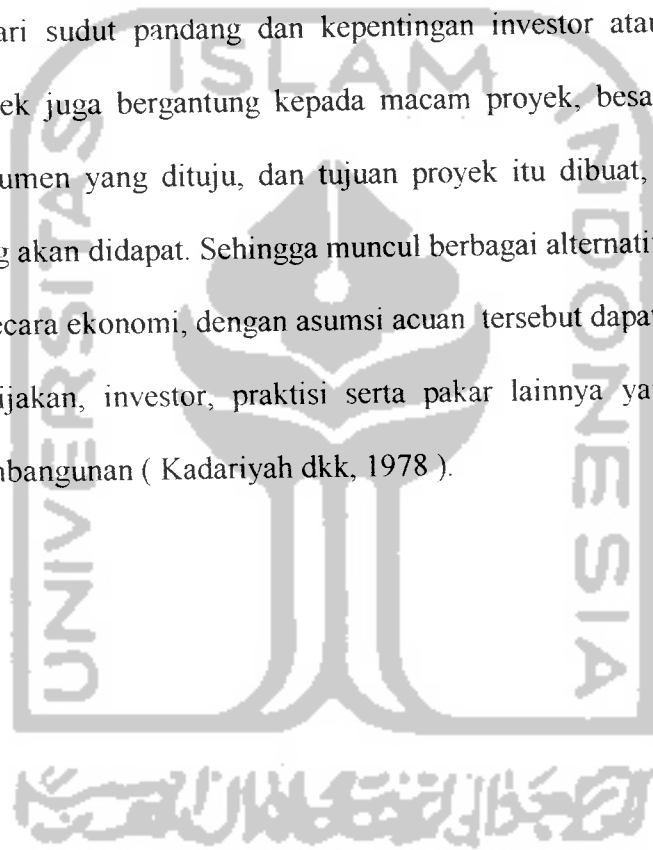 ari sudut pandang dan kepentingan investor atau
ISLAM
ek juga bergantung kepada macam proyek, besa
umen yang dituju, dan tujuan proyek itu dibuat,
g akan didapat. Sehingga muncul berbagai alternati
ecara ekonomi, dengan asumsi acuan tersebut dapat
ijakan, investor, praktisi serta pakar lainnya ya
nbangunan ( Kadariyah dkk, 1978 ).
UNIVERSITAS
INDONESIA